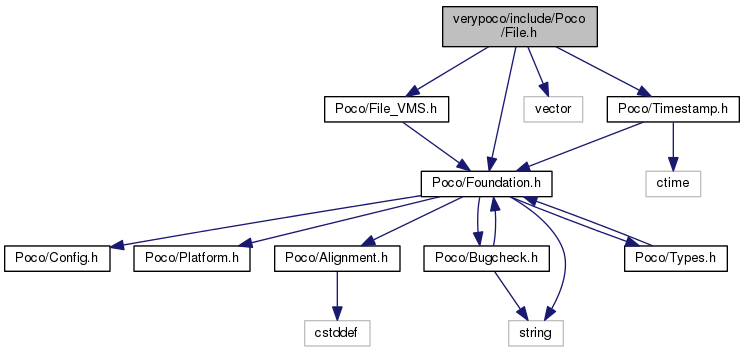 verypoco/include/Poco
/File.h
Poco/File_VMS.h
vector
Poco/Timestamp.h
Poco/Foundation.h
ctime
Poco/Config.h
Poco/Platform.h
Poco/Alignment.h
Poco/Bugcheck.h
Poco/Types.h
cstddef
string